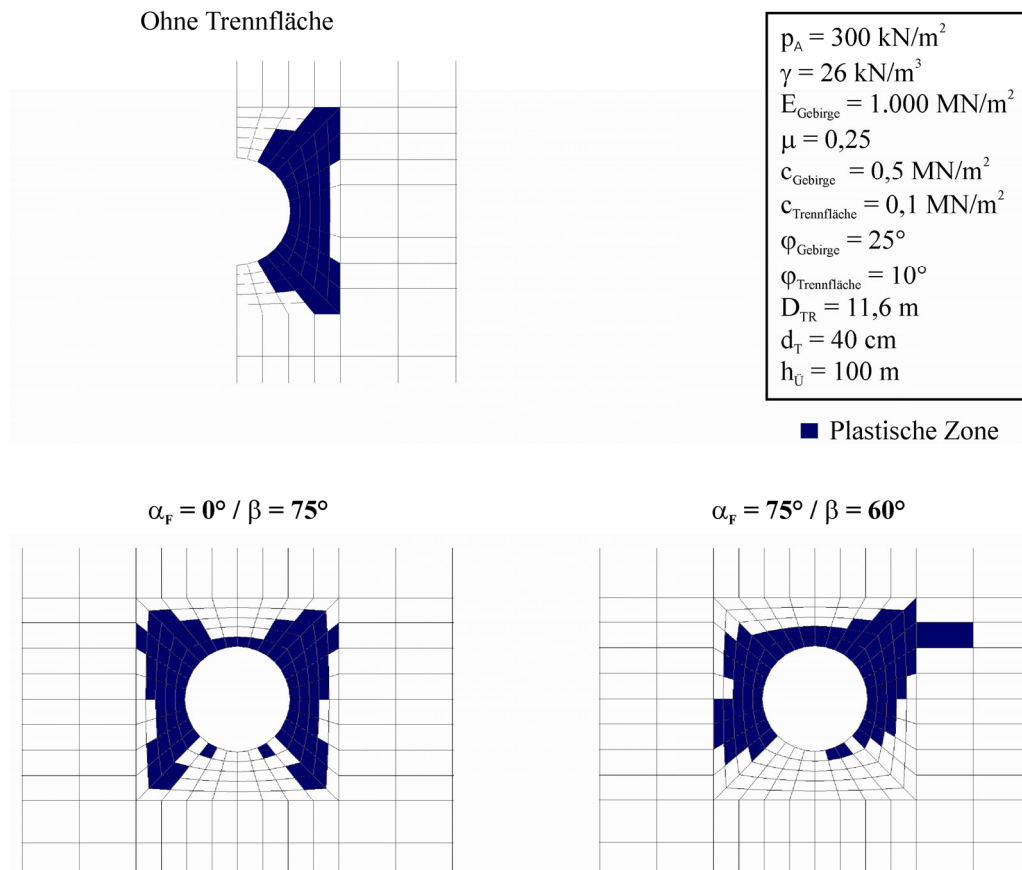 Ohne Trennfläche
p_A = 300 kN/m²
γ = 26 kN/m³
E_Gebirge = 1.000 MN/m²
μ = 0,25
c_Gebirge = 0,5 MN/m²
c_Trennfläche = 0,1 MN/m²
φ_Gebirge = 25°
φ_Trennfläche = 10°
D_TR = 11,6 m
d_T = 40 cm
h_Ü = 100 m
Plastische Zone
α_F = 0° / β = 75°
α_F = 75° / β = 60°